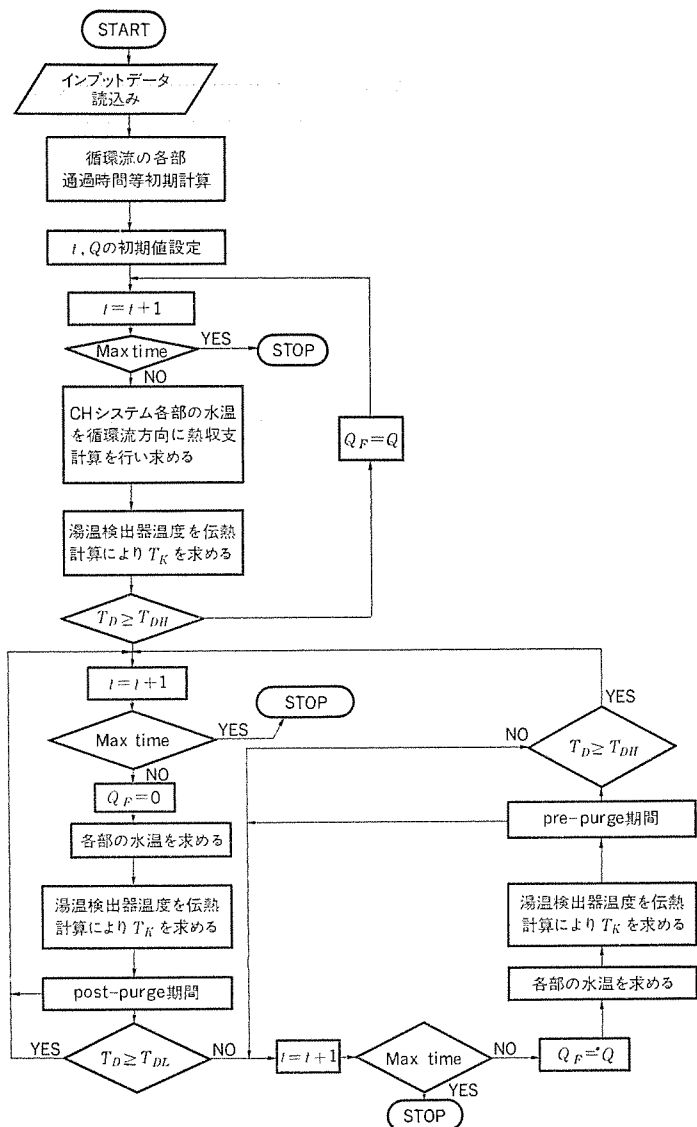 START
インプットデータ
読込み
循環流の各部
通過時間等初期計算
t, Qの初期値設定
t=t+1
Max time
YES
STOP
NO
CHシステム各部の水温
を循環流方向に熱収支
計算を行い求める
Q_F=Q
湯温検出器温度を伝熱
計算により T_K を求める
T_D ≥ T_DH
t=t+1
Max time
YES
STOP
NO
Q_F=0
各部の水温を求める
湯温検出器温度を伝熱
計算により T_K を求める
post-purge期間
T_D ≥ T_DL
YES
NO
t=t+1
Max time
YES
STOP
NO
Q_F=Q
各部の水温を求める
湯温検出器温度を伝熱
計算により T_K を求める
pre-purge期間
T_D ≥ T_DH
NO
YES